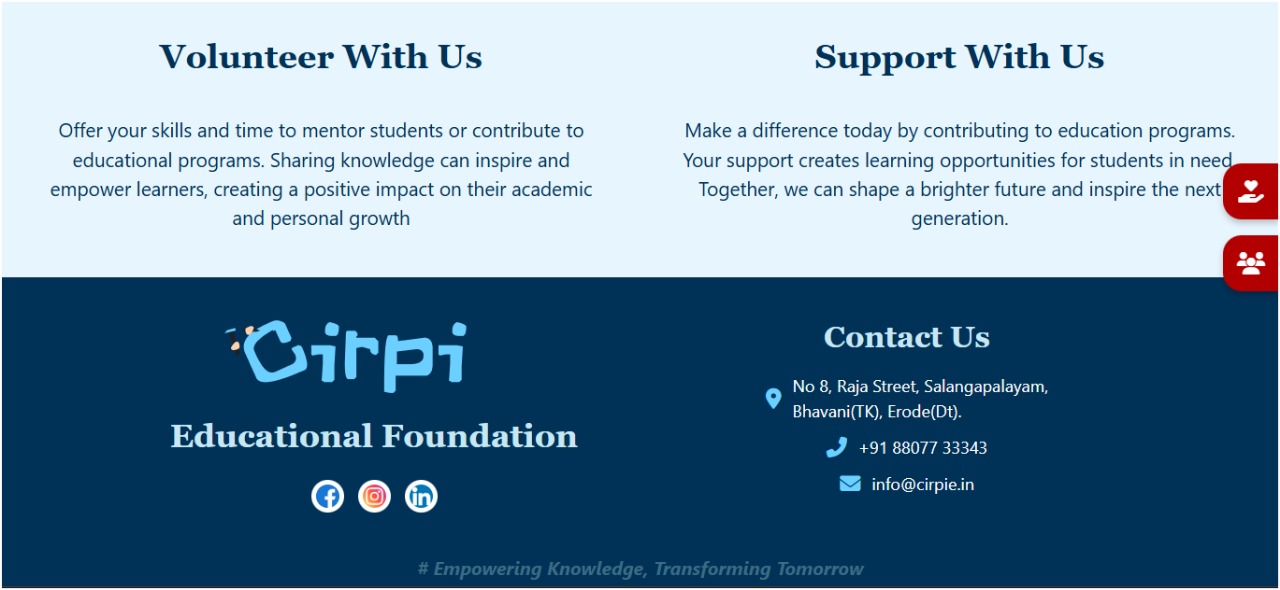 Volunteer With Us
Offer your skills and time to mentor students or contribute to
educational programs. Sharing knowledge can inspire and
empower learners, creating a positive impact on their academic
and personal growth
Support With Us
Make a difference today by contributing to education programs.
Your support creates learning opportunities for students in need.
Together, we can shape a brighter future and inspire the next
generation.
Cirpi
Educational Foundation
Contact Us
No 8, Raja Street, Salangapalayam,
Bhavani(TK), Erode(Dt).
+91 88077 33343
info@cirpie.in
# Empowering Knowledge, Transforming Tomorrow